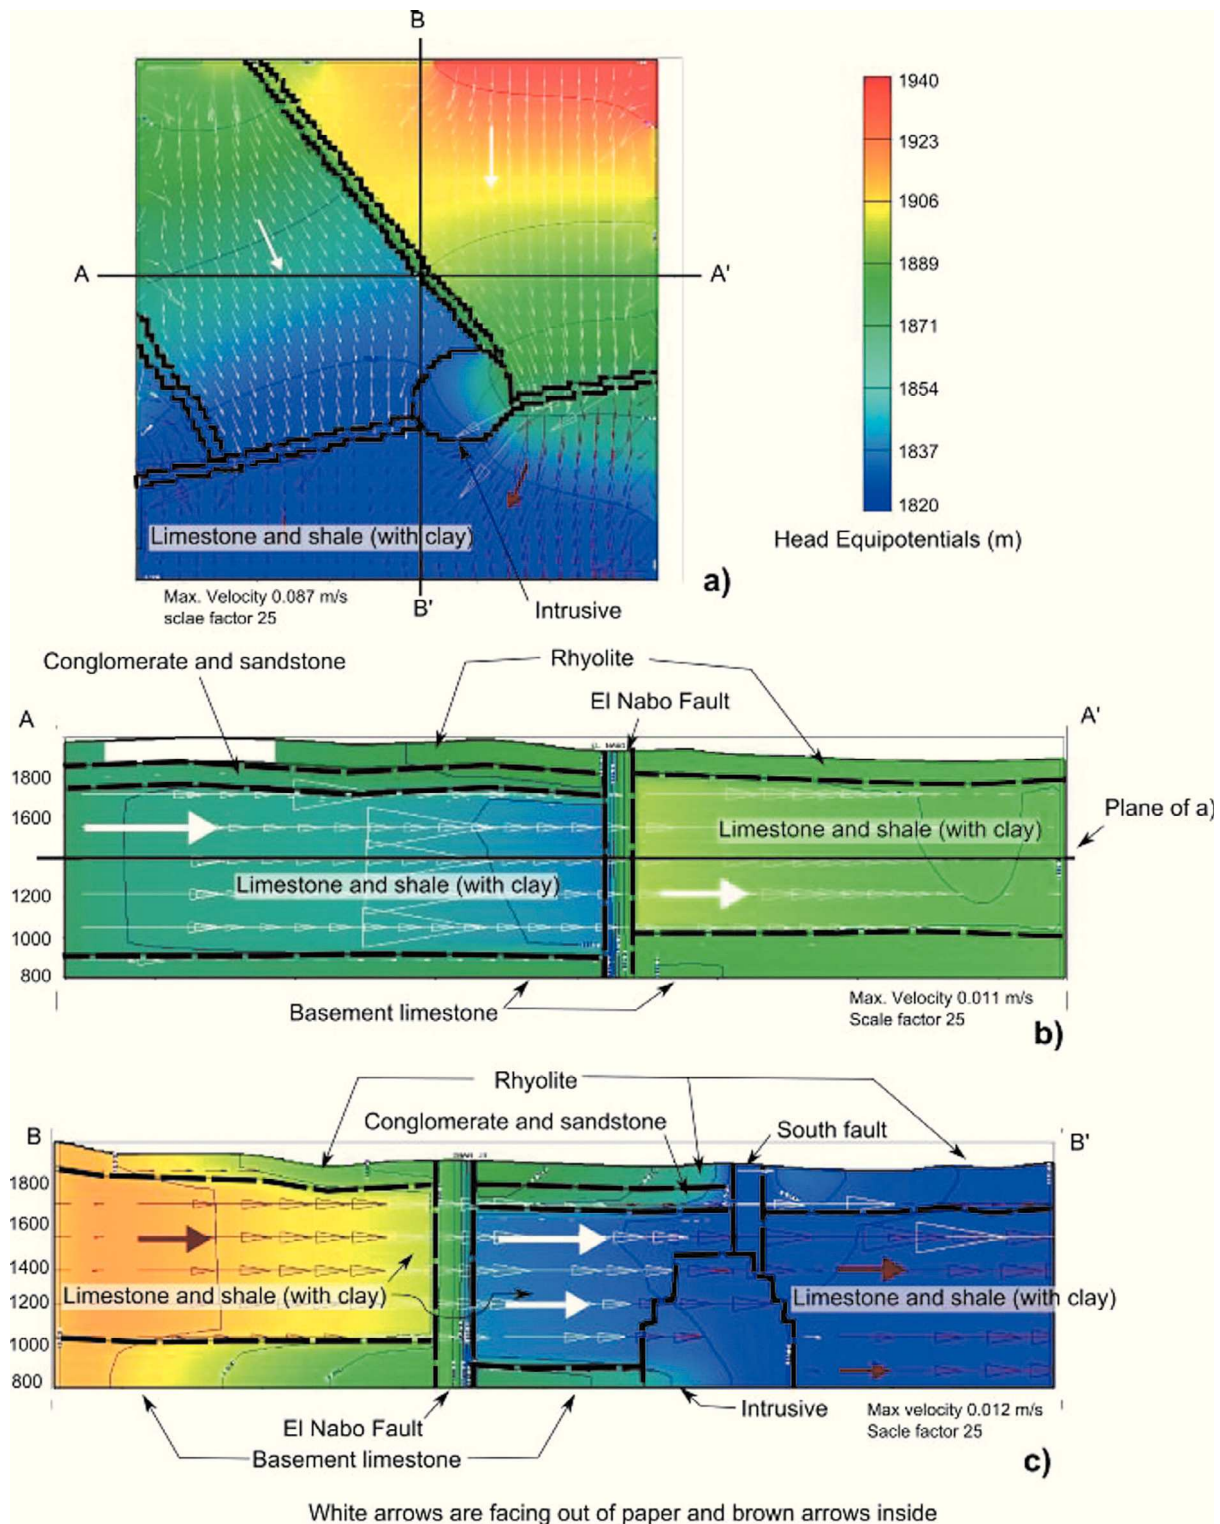 B
1940
1923
1906
1889
1871
1854
1837
1820
Head Equipotentials (m)
A
A'
Limestone and shale (with clay)
a)
Max. Velocity 0.087 m/s
sclae factor 25
B'
Intrusive
Conglomerate and sandstone
Rhyolite
El Nabo Fault
A
A'
1800
1600
1200
1000
800
Plane of a)
Limestone and shale (with clay)
Limestone and shale (with clay)
Basement limestone
Max. Velocity 0.011 m/s
Scale factor 25
b)
Rhyolite
Conglomerate and sandstone
South fault
B
B'
1800
1600
1400
1200
1000
800
Limestone and shale (with clay)
Limestone and shale (with clay)
El Nabo Fault
Basement limestone
Intrusive
Max velocity 0.012 m/s
Sacle factor 25
c)
White arrows are facing out of paper and brown arrows inside